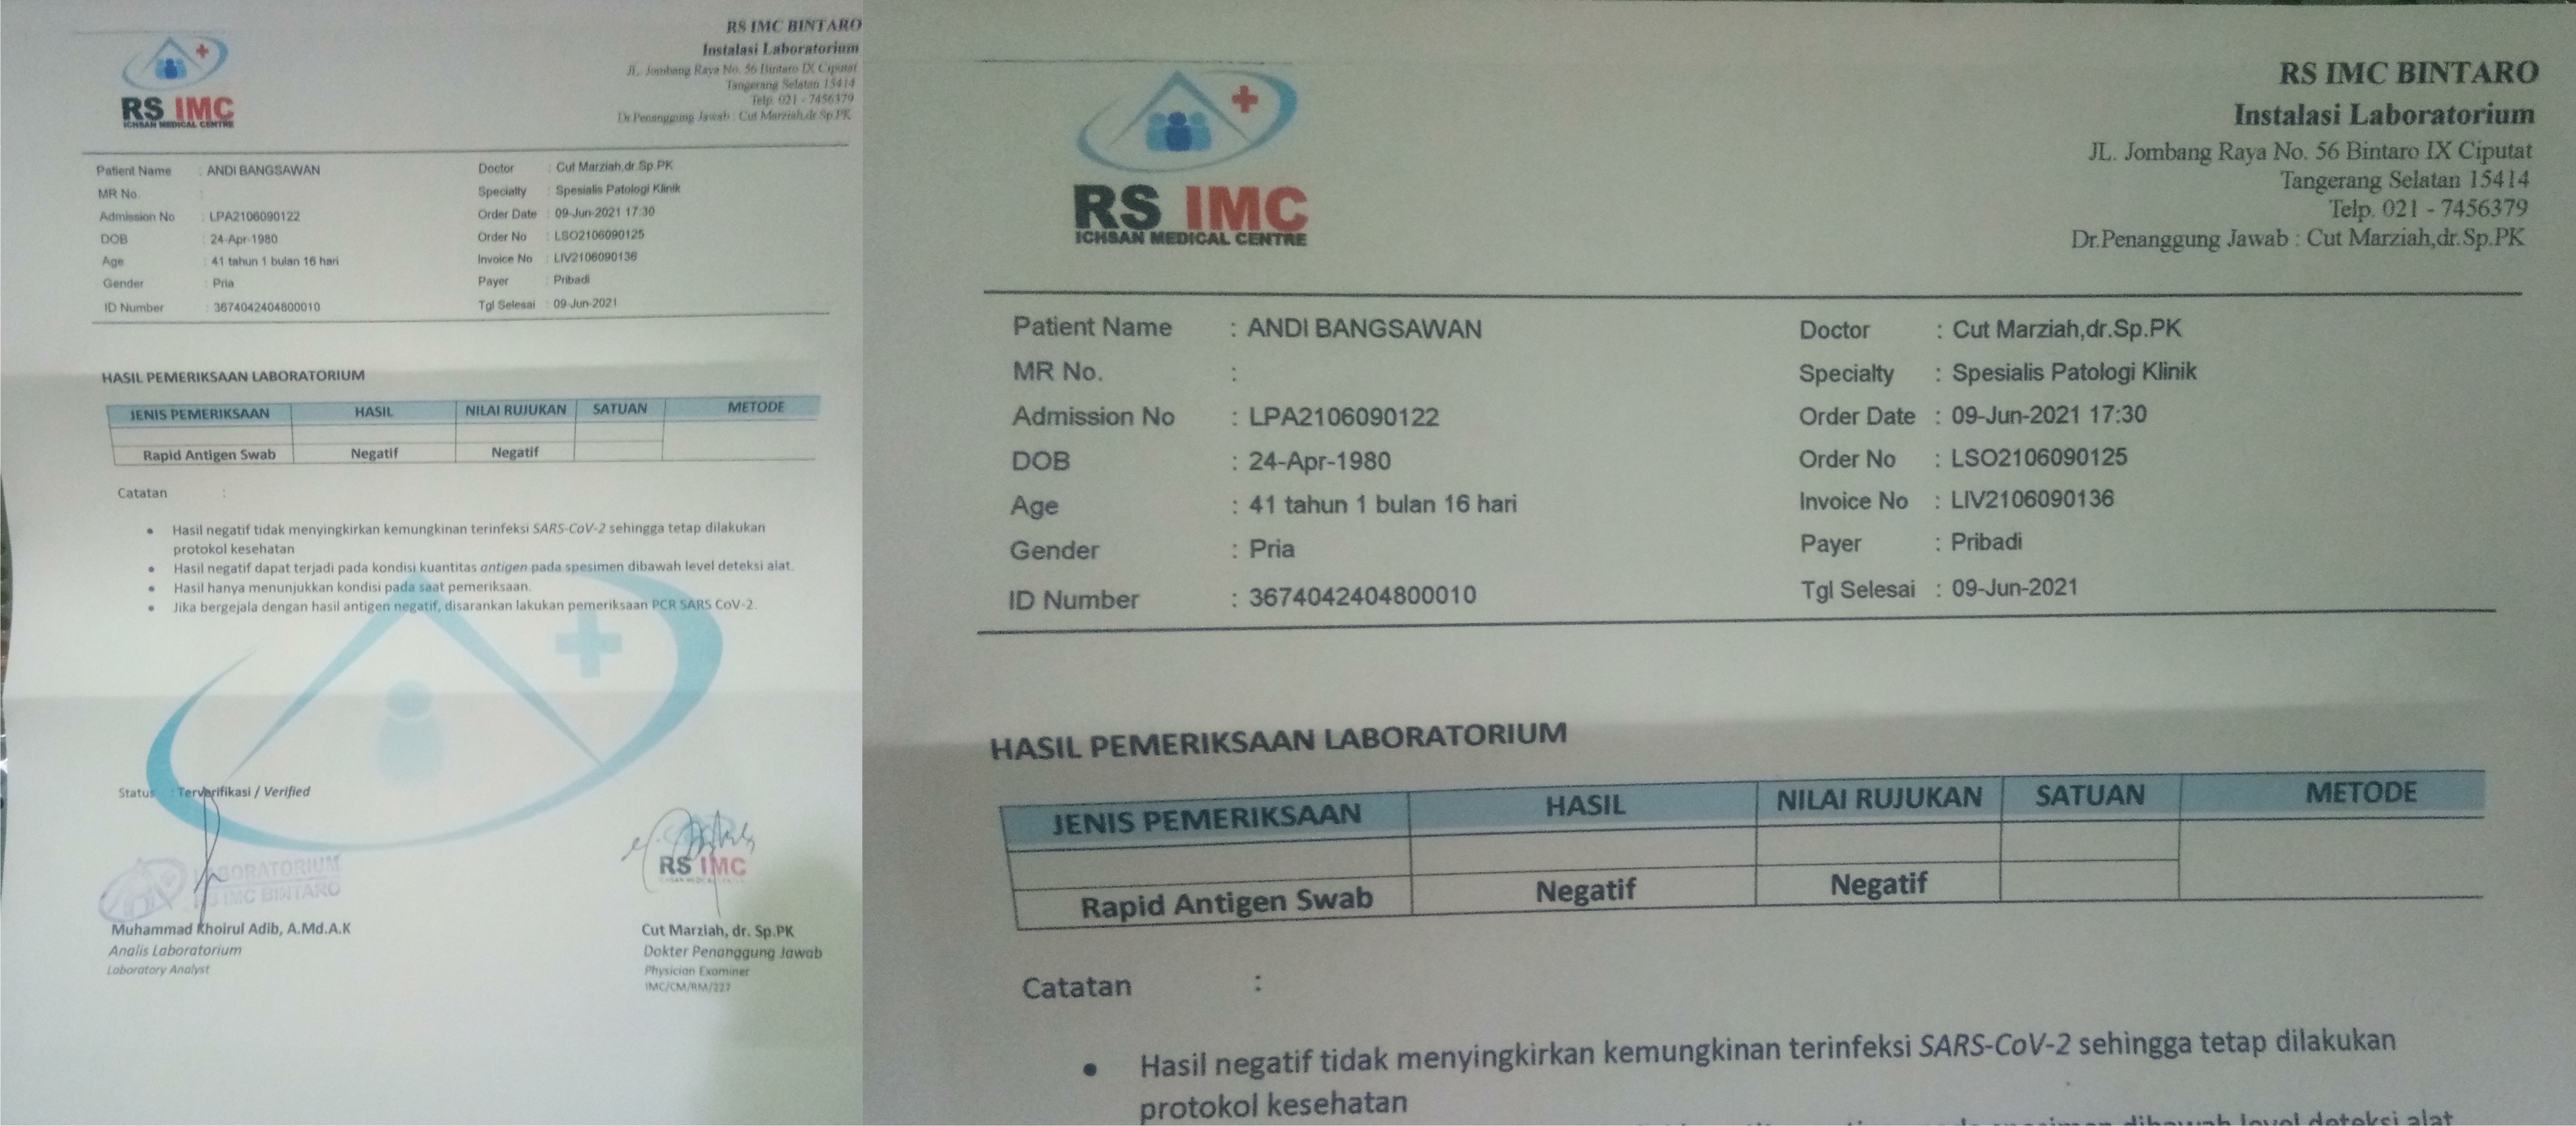 RS IMC
ICHSAN MEDICAL CENTRE
RS IMC BINTARO
Instalasi Laboratorium
JL. Jombang Raya No. 56 Bintaro IX Ciputat
Tangerang Selatan 15414
Telp. 021 - 7456379
Dr.Penanggung Jawab : Cut Marziah,dr.Sp.PK
Patient Name : ANDI BANGSAWAN Doctor : Cut Marziah,dr.Sp.PK
MR No. : Specialty : Spesialis Patologi Klinik
Admission No : LPA2106090122 Order Date : 09-Jun-2021 17:30
DOB : 24-Apr-1980 Order No : LSO2106090125
Age : 41 tahun 1 bulan 16 hari Invoice No : LIV2106090136
Gender : Pria Payer : Pribadi
ID Number : 3674042404800010 Tgl Selesai : 09-Jun-2021
HASIL PEMERIKSAAN LABORATORIUM
JENIS PEMERIKSAAN HASIL NILAI RUJUKAN SATUAN METODE
Rapid Antigen Swab Negatif Negatif
Catatan :
• Hasil negatif tidak menyingkirkan kemungkinan terinfeksi SARS-CoV-2 sehingga tetap dilakukan
protokol kesehatan
• Hasil negatif dapat terjadi pada kondisi kuantitas antigen pada spesimen dibawah level deteksi alat.
• Hasil hanya menunjukkan kondisi pada saat pemeriksaan.
• Jika bergejala dengan hasil antigen negatif, disarankan lakukan pemeriksaan PCR SARS CoV-2.
Status : Terverifikasi / Verified
LABORATORIUM
RS IMC BINTARO
RS IMC
Muhammad Khoirul Adib, A.Md.A.K Cut Marziah, dr. Sp.PK
Analis Laboratorium Dokter Penanggung Jawab
Laboratory Analyst Physician Examiner
IMC/CM/RM/227
RS IMC
ICHSAN MEDICAL CENTRE
RS IMC BINTARO
Instalasi Laboratorium
JL. Jombang Raya No. 56 Bintaro IX Ciputat
Tangerang Selatan 15414
Telp. 021 - 7456379
Dr.Penanggung Jawab : Cut Marziah,dr.Sp.PK
Patient Name : ANDI BANGSAWAN Doctor : Cut Marziah,dr.Sp.PK
MR No. : Specialty : Spesialis Patologi Klinik
Admission No : LPA2106090122 Order Date : 09-Jun-2021 17:30
DOB : 24-Apr-1980 Order No : LSO2106090125
Age : 41 tahun 1 bulan 16 hari Invoice No : LIV2106090136
Gender : Pria Payer : Pribadi
ID Number : 3674042404800010 Tgl Selesai : 09-Jun-2021
HASIL PEMERIKSAAN LABORATORIUM
JENIS PEMERIKSAAN HASIL NILAI RUJUKAN SATUAN METODE
Rapid Antigen Swab Negatif Negatif
Catatan :
• Hasil negatif tidak menyingkirkan kemungkinan terinfeksi SARS-CoV-2 sehingga tetap dilakukan
protokol kesehatan
dibawah level deteksi alat